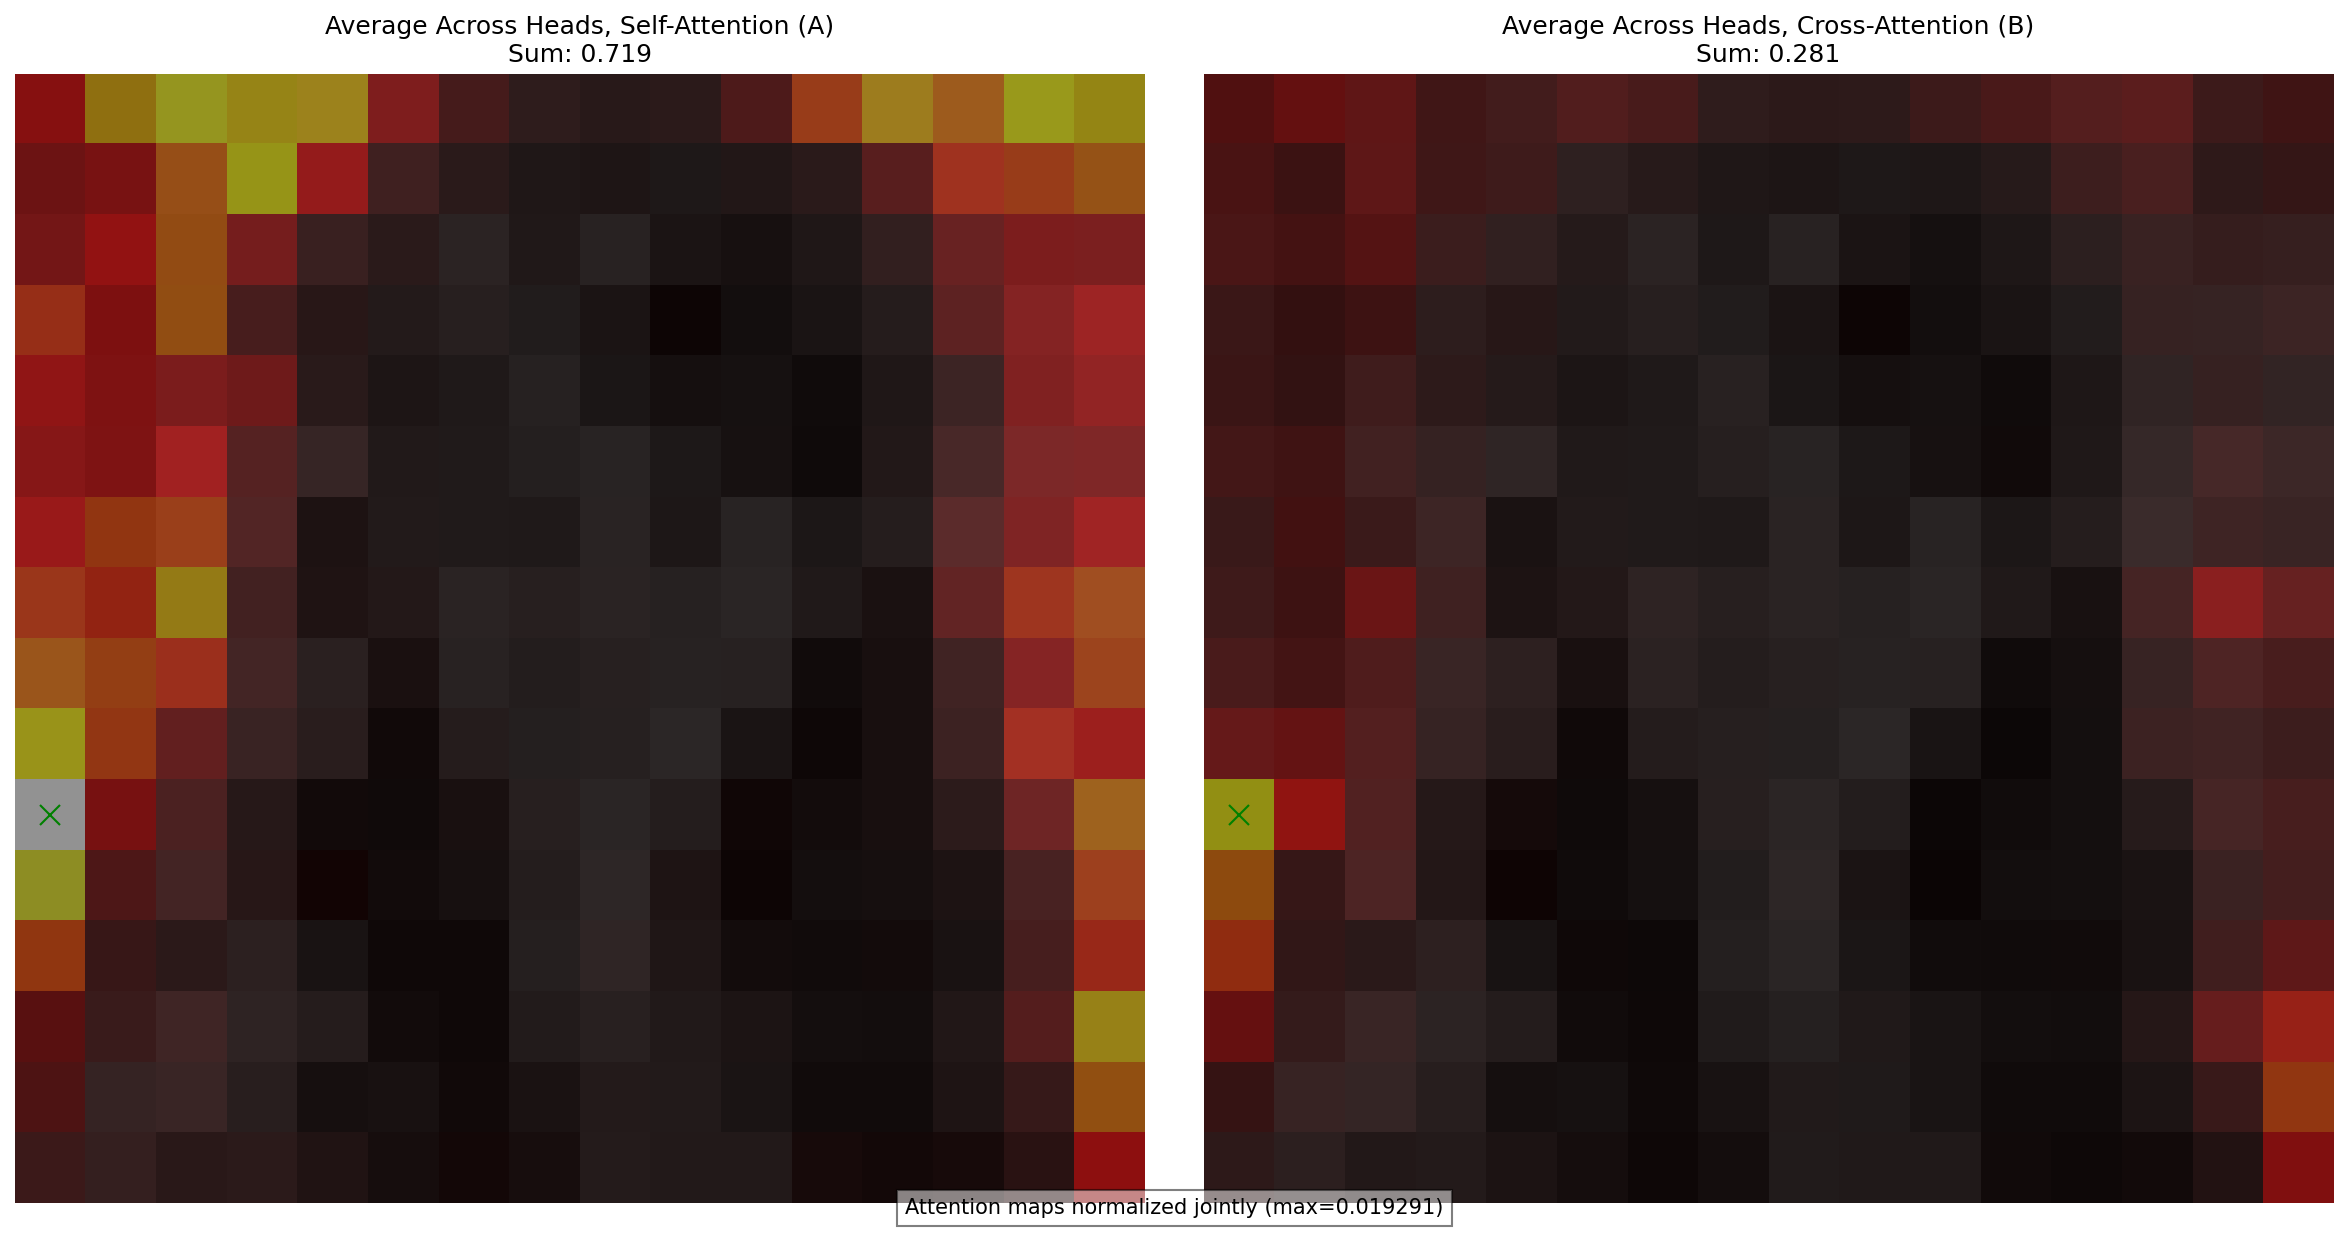 Average Across Heads, Self-Attention (A)
Sum: 0.719
Average Across Heads, Cross-Attention (B)
Sum: 0.281
Attention maps normalized jointly (max=0.019291)